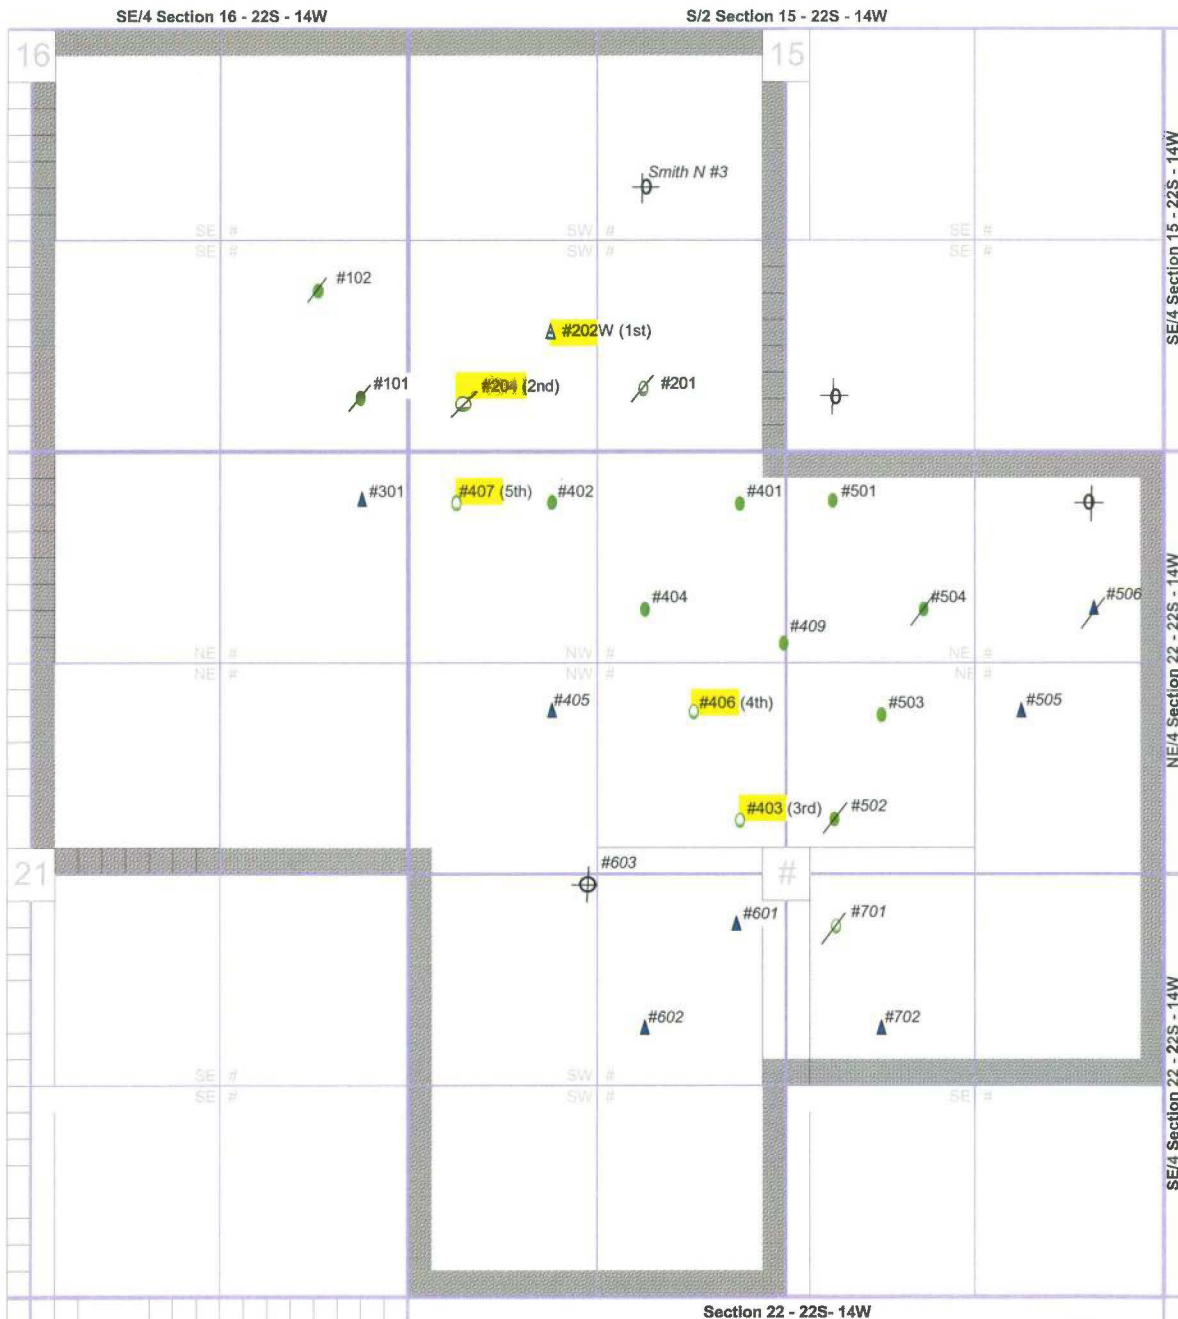 SE/4 Section 16 - 22S - 14W
S/2 Section 15 - 22S - 14W
16
15
Smith N #3
SE/4 Section 15 - 22S - 14W
SE #
SW #
SE #
SE #
SW #
SE #
#102
#202W (1st)
#101
#204 (2nd)
#201
#301
#407 (5th)
#402
#401
#501
#404
#504
#506
#409
NE/4 Section 22 - 22S - 14W
NE #
NW #
NE #
NE #
NW #
NE #
#405
#406 (4th)
#503
#505
#403 (3rd)
#502
21
#603
#
#601
#701
#602
#702
SE/4 Section 22 - 22S - 14W
SE #
SW #
SE #
SW #
SE #
Section 22 - 22S- 14W